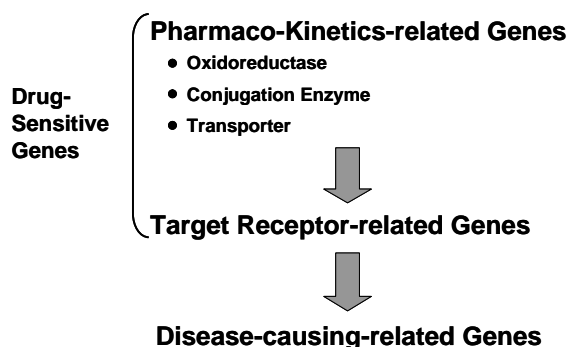 Pharmaco-Kinetics-related Genes
• Oxidoreductase
• Conjugation Enzyme
• Transporter
Drug-
Sensitive
Genes
Target Receptor-related Genes
Disease-causing-related Genes